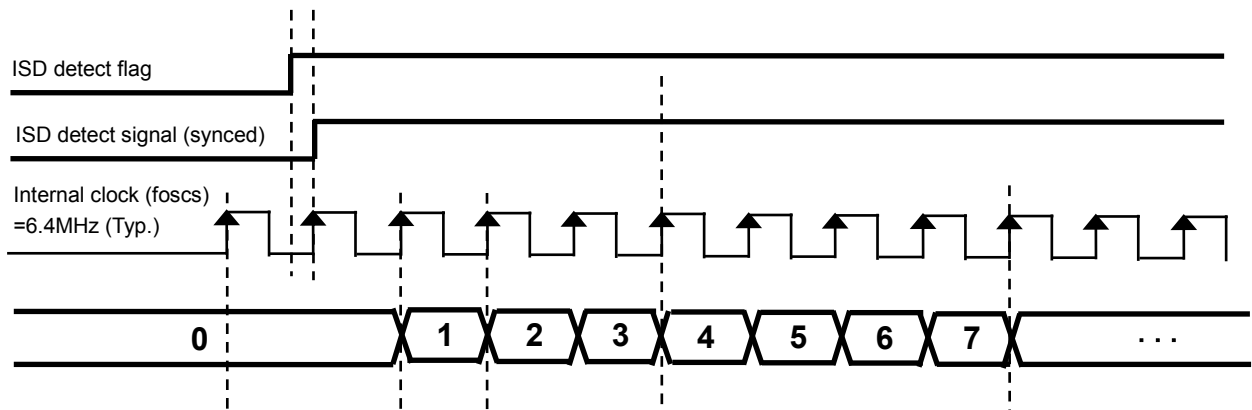 ISD detect flag
ISD detect signal (synced)
Internal clock (foscs)
=6.4MHz (Typ.)
0 1 2 3 4 5 6 7 ...